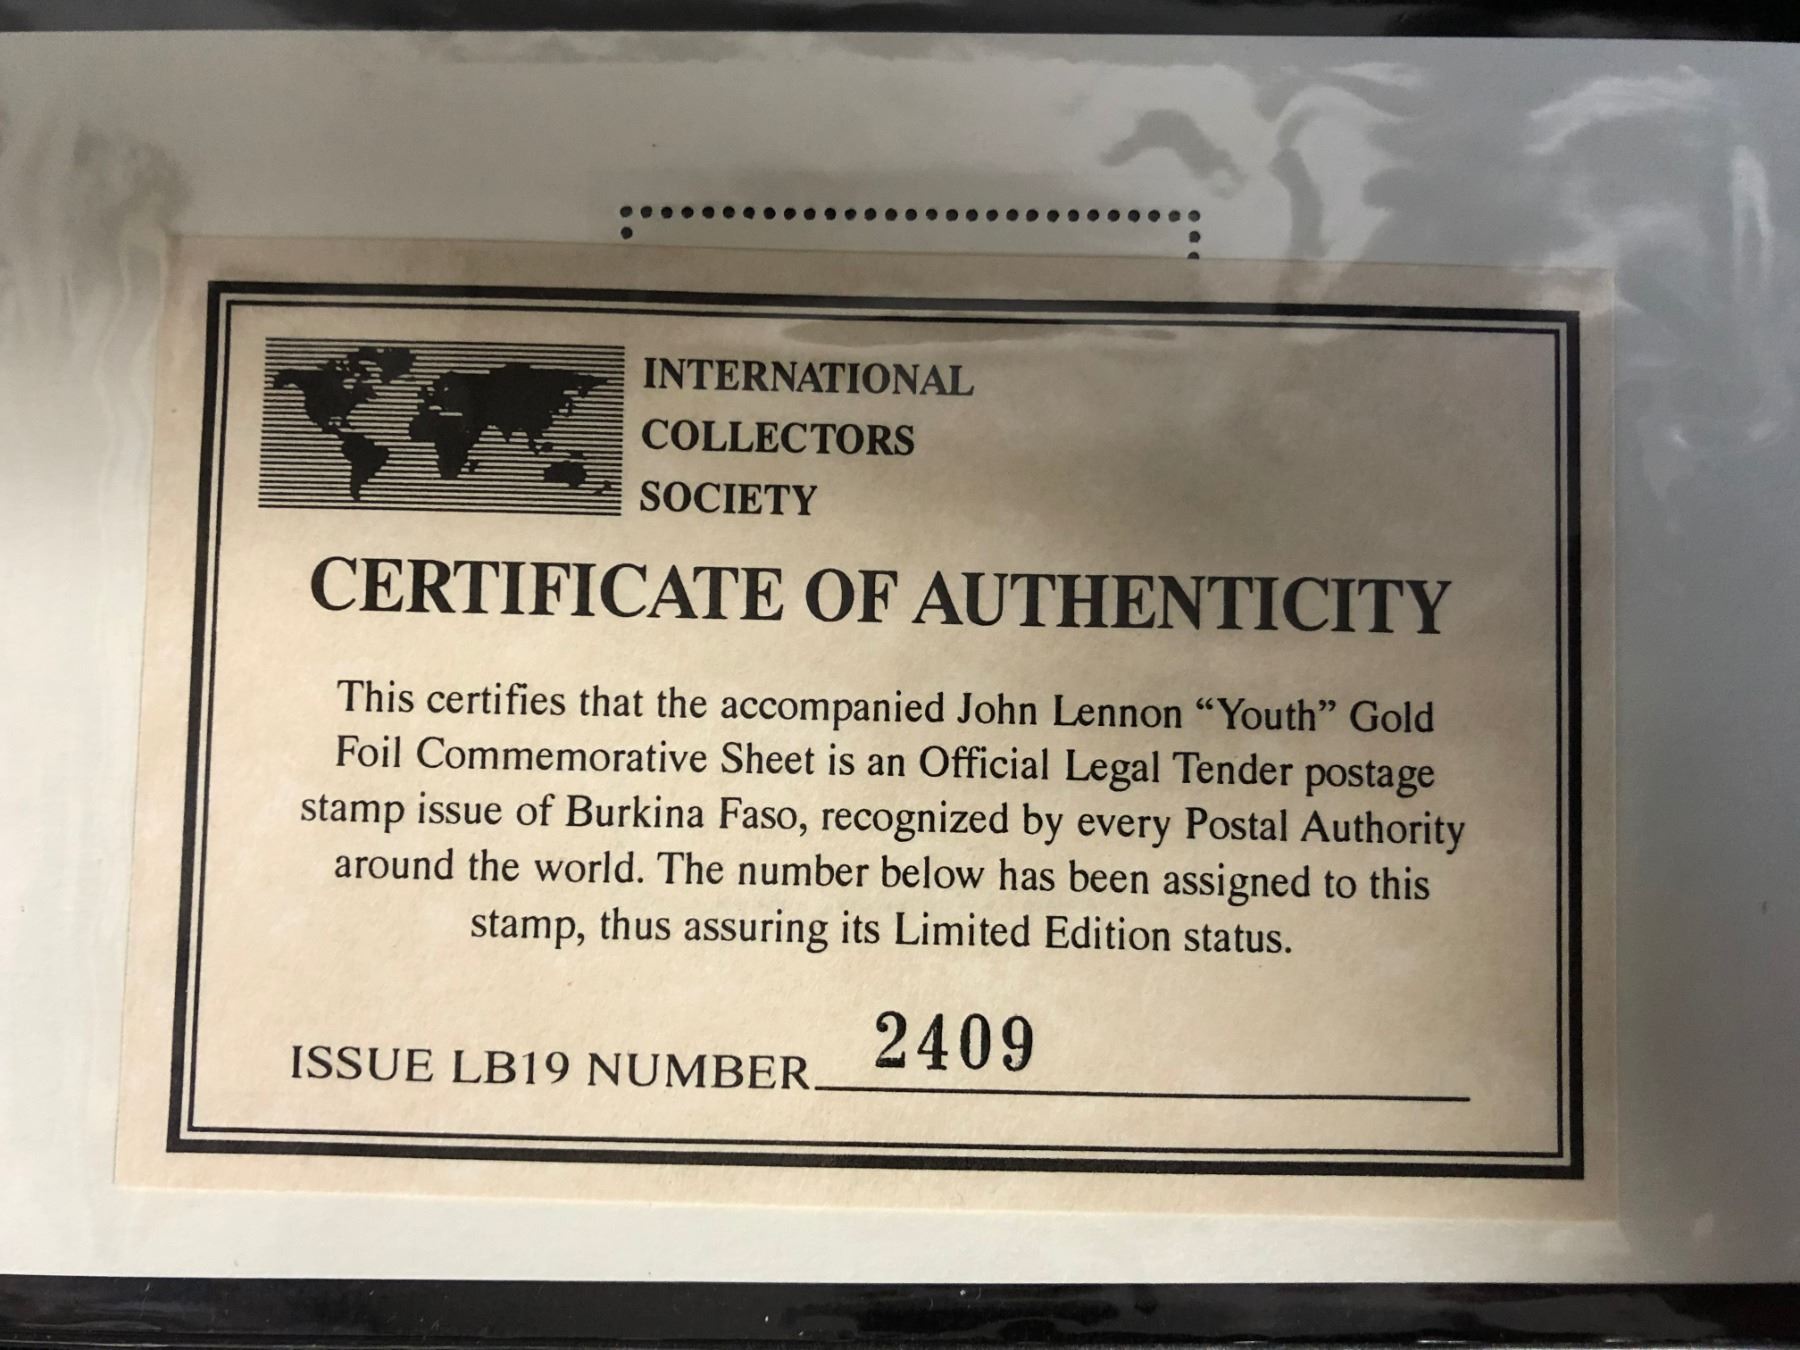 INTERNATIONAL
COLLECTORS
SOCIETY
CERTIFICATE OF AUTHENTICITY
This certifies that the accompanied John Lennon “Youth” Gold
Foil Commemorative Sheet is an Official Legal Tender postage
stamp issue of Burkina Faso, recognized by every Postal Authority
around the world. The number below has been assigned to this
stamp, thus assuring its Limited Edition status.
ISSUE LB19 NUMBER 2409